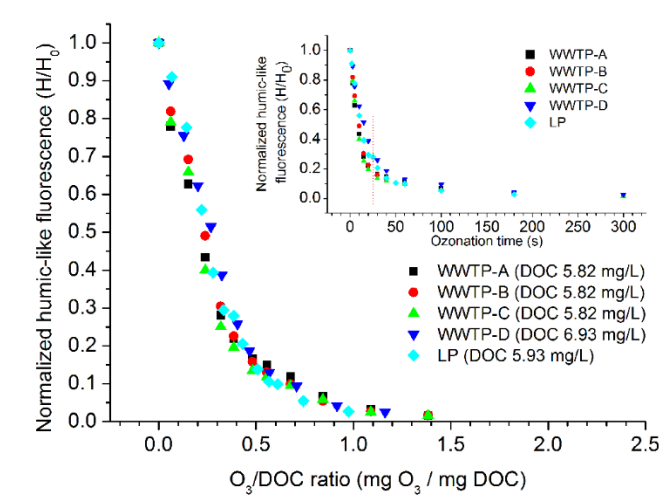 Normalized humic-like fluorescence (H/H₀)
1.0
0.9
0.8
0.7
0.6
0.5
0.4
0.3
0.2
0.1
0.0
0.0
0.5
1.0
1.5
2.0
2.5
O₃/DOC ratio (mg O₃ / mg DOC)
WWTP-A (DOC 5.82 mg/L)
WWTP-B (DOC 5.82 mg/L)
WWTP-C (DOC 5.82 mg/L)
WWTP-D (DOC 6.93 mg/L)
LP (DOC 5.93 mg/L)
Normalized humic-like
fluorescence (H/H₀)
1.0
0.8
0.6
0.4
0.2
0.0
0
50
100
150
200
250
300
350
Ozonation time (s)
WWTP-A
WWTP-B
WWTP-C
WWTP-D
LP